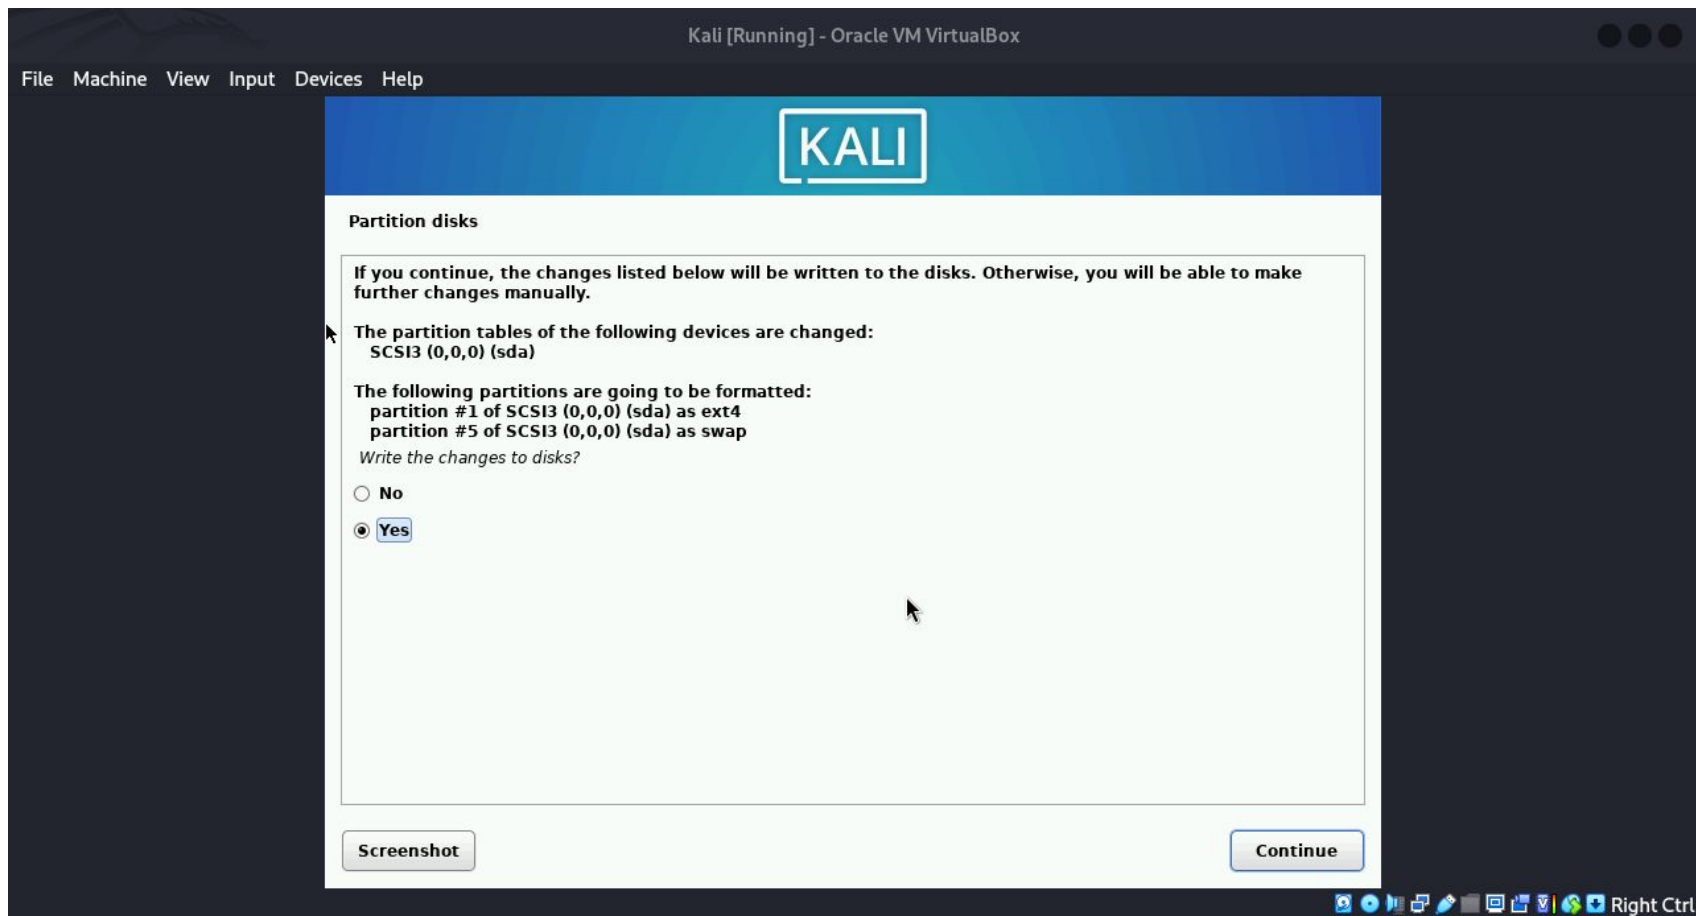 Kali [Running] - Oracle VM VirtualBox
File Machine View Input Devices Help
KALI
Partition disks
If you continue, the changes listed below will be written to the disks. Otherwise, you will be able to make
further changes manually.
The partition tables of the following devices are changed:
SCSI3 (0,0,0) (sda)
The following partitions are going to be formatted:
partition #1 of SCSI3 (0,0,0) (sda) as ext4
partition #5 of SCSI3 (0,0,0) (sda) as swap
Write the changes to disks?
No
Yes
Screenshot Continue
Right Ctrl